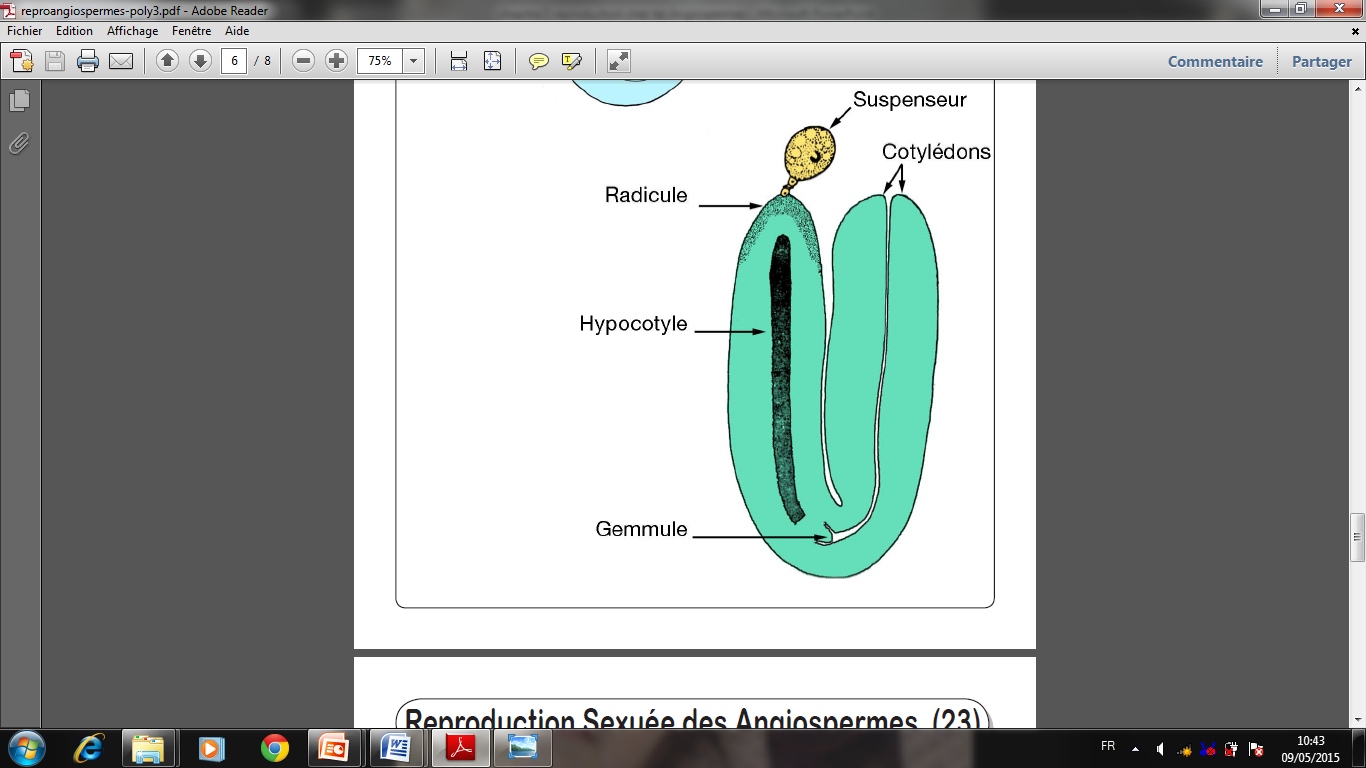 reproangiospermes-poly3.pdf - Adobe Reader
Fichier Edition Affichage Fenêtre Aide
6 / 8 75% Commentaire Partager
Suspenseur
Cotylédons
Radicule
Hypocotyle
Gemmule
Reproduction Sexuée des Angiospermes (23)
FR 10:43
09/05/2015